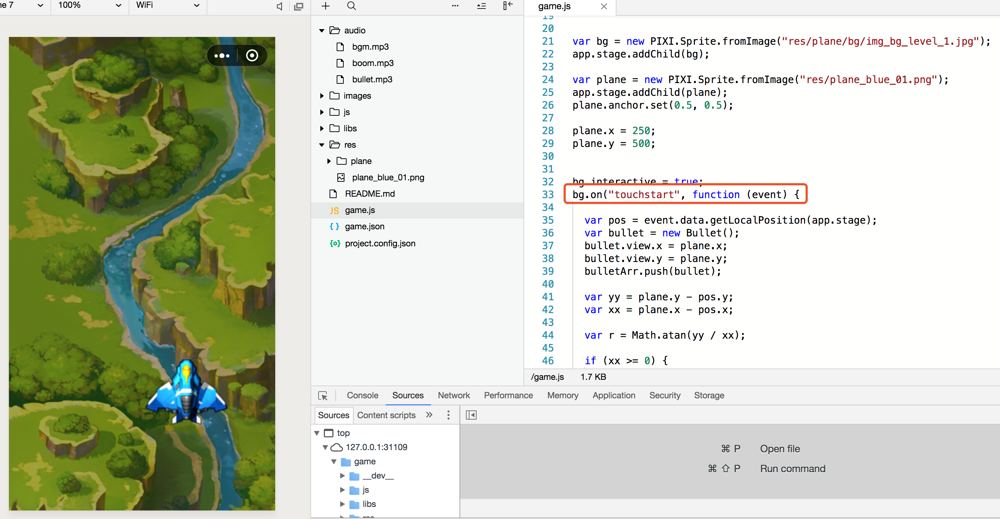 ne 7 100% WiFi
audio
bgm.mp3
boom.mp3
bullet.mp3
images
js
libs
res
plane
plane_blue_01.png
README.md
JS game.js
{ } game.json
project.config.json
game.js
19
20
21 var bg = new PIXI.Sprite.fromImage("res/plane/bg/img_bg_level_1.jpg");
22 app.stage.addChild(bg);
23
24 var plane = new PIXI.Sprite.fromImage("res/plane_blue_01.png");
25 app.stage.addChild(plane);
26 plane.anchor.set(0.5, 0.5);
27
28 plane.x = 250;
29 plane.y = 500;
30
31
32 bg.interactive = true;
33 bg.on("touchstart", function (event) {
34
35 var pos = event.data.getLocalPosition(app.stage);
36 var bullet = new Bullet();
37 bullet.view.x = plane.x;
38 bullet.view.y = plane.y;
39 bulletArr.push(bullet);
40
41 var yy = plane.y - pos.y;
42 var xx = plane.x - pos.x;
43
44 var r = Math.atan(yy / xx);
45
46 if (xx >= 0) {
/game.js 1.7 KB
Console Sources Network Performance Memory Application Security Storage
Sources Content scripts »
top
127.0.0.1:31109
game
__dev__
js
libs
res
⌘ P Open file
⌘ ⇧ P Run command